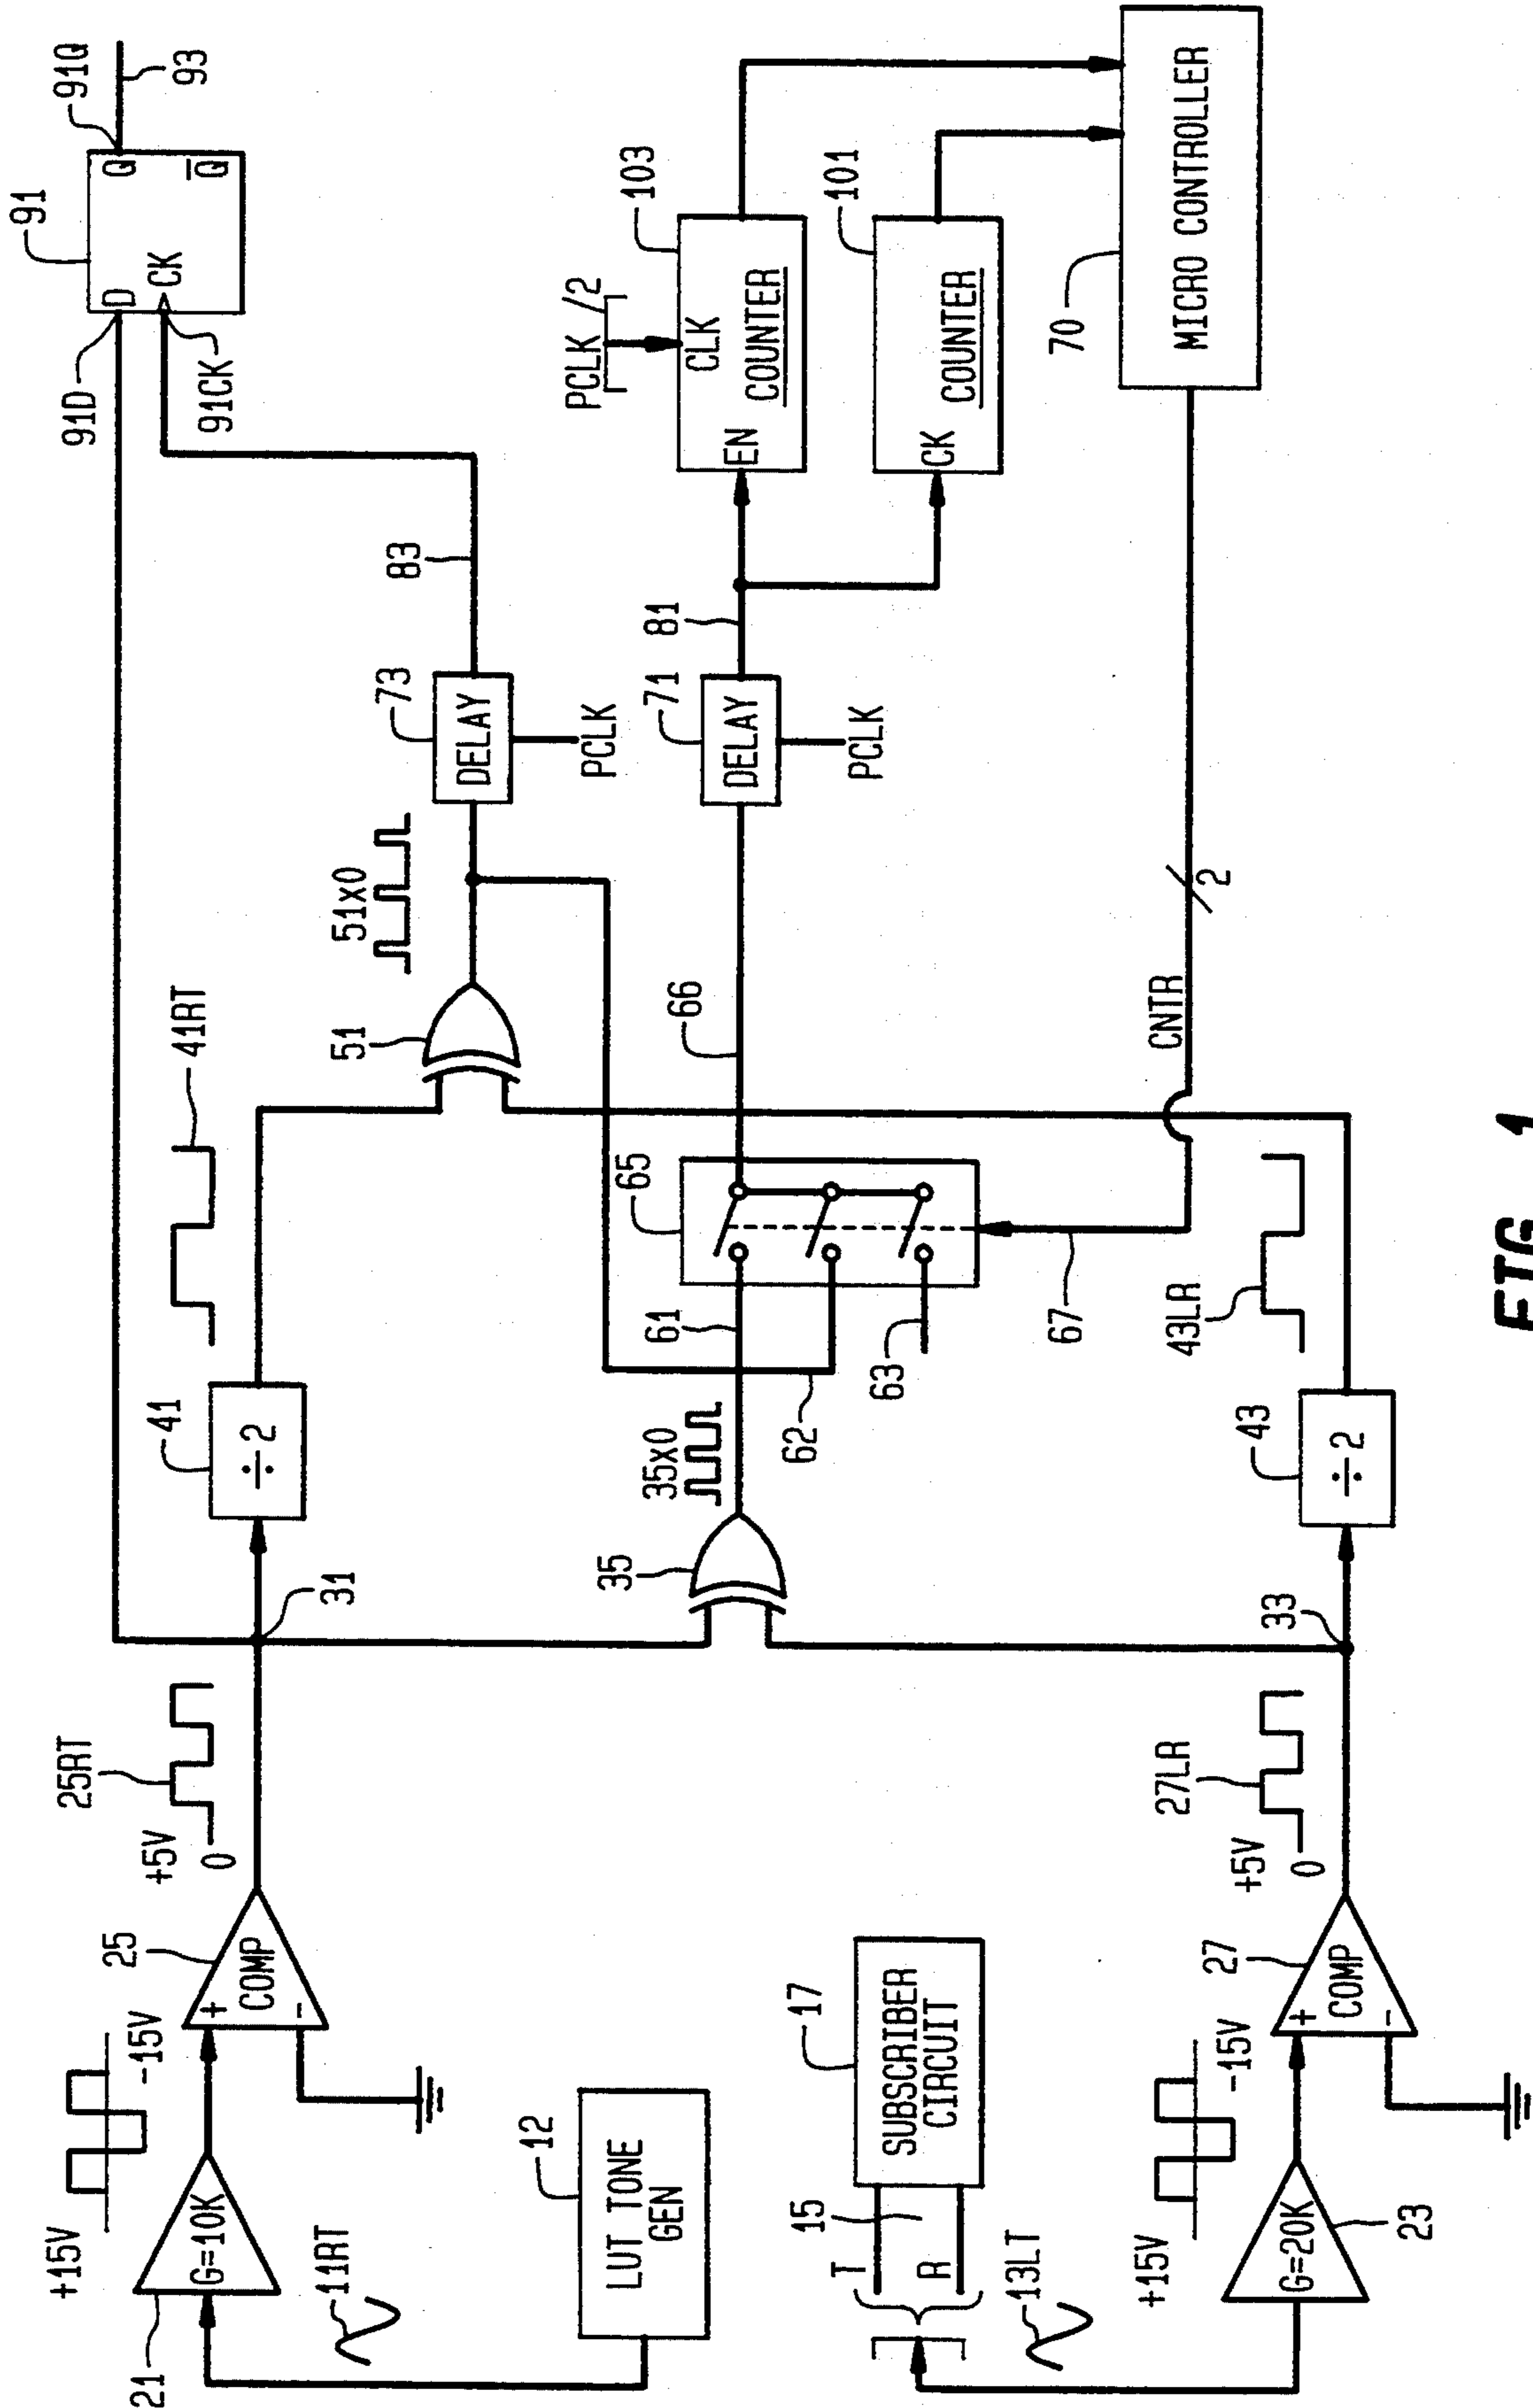 +15V
-15V
21
G=10K
11RT
12
LUT TONE
GEN
25
+
COMP
-
+5V
0
25RT
31
41
÷2
41RT
51
51x0
73
DELAY
PCLK
83
91D
91CK
91
D
CK
Q
Q̅
91Q
93
35
35x0
61
62
63
65
66
67
71
DELAY
PCLK
81
PCLK /2
103
EN
CLK
COUNTER
101
CK
COUNTER
70
MICRO CONTROLLER
CNTR
2
17
SUBSCRIBER
CIRCUIT
15
T
R
13LT
+15V
-15V
G=20K
23
27
+
COMP
-
+5V
0
27LR
33
43
÷2
43LR
FIG. 1